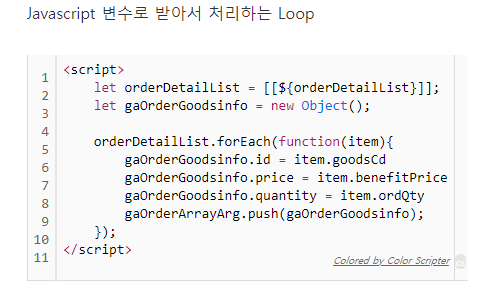 Javascript 변수로 받아서 처리하는 Loop
1 <script>
2 let orderDetailList = [[${orderDetailList}]];
3 let gaOrderGoodsinfo = new Object();
4
5 orderDetailList.forEach(function(item){
6 gaOrderGoodsinfo.id = item.goodsCd
7 gaOrderGoodsinfo.price = item.benefitPrice
8 gaOrderGoodsinfo.quantity = item.ordQty
9 gaOrderArrayArg.push(gaOrderGoodsinfo);
10 });
11 </script>
Colored by Color Scripter
cs